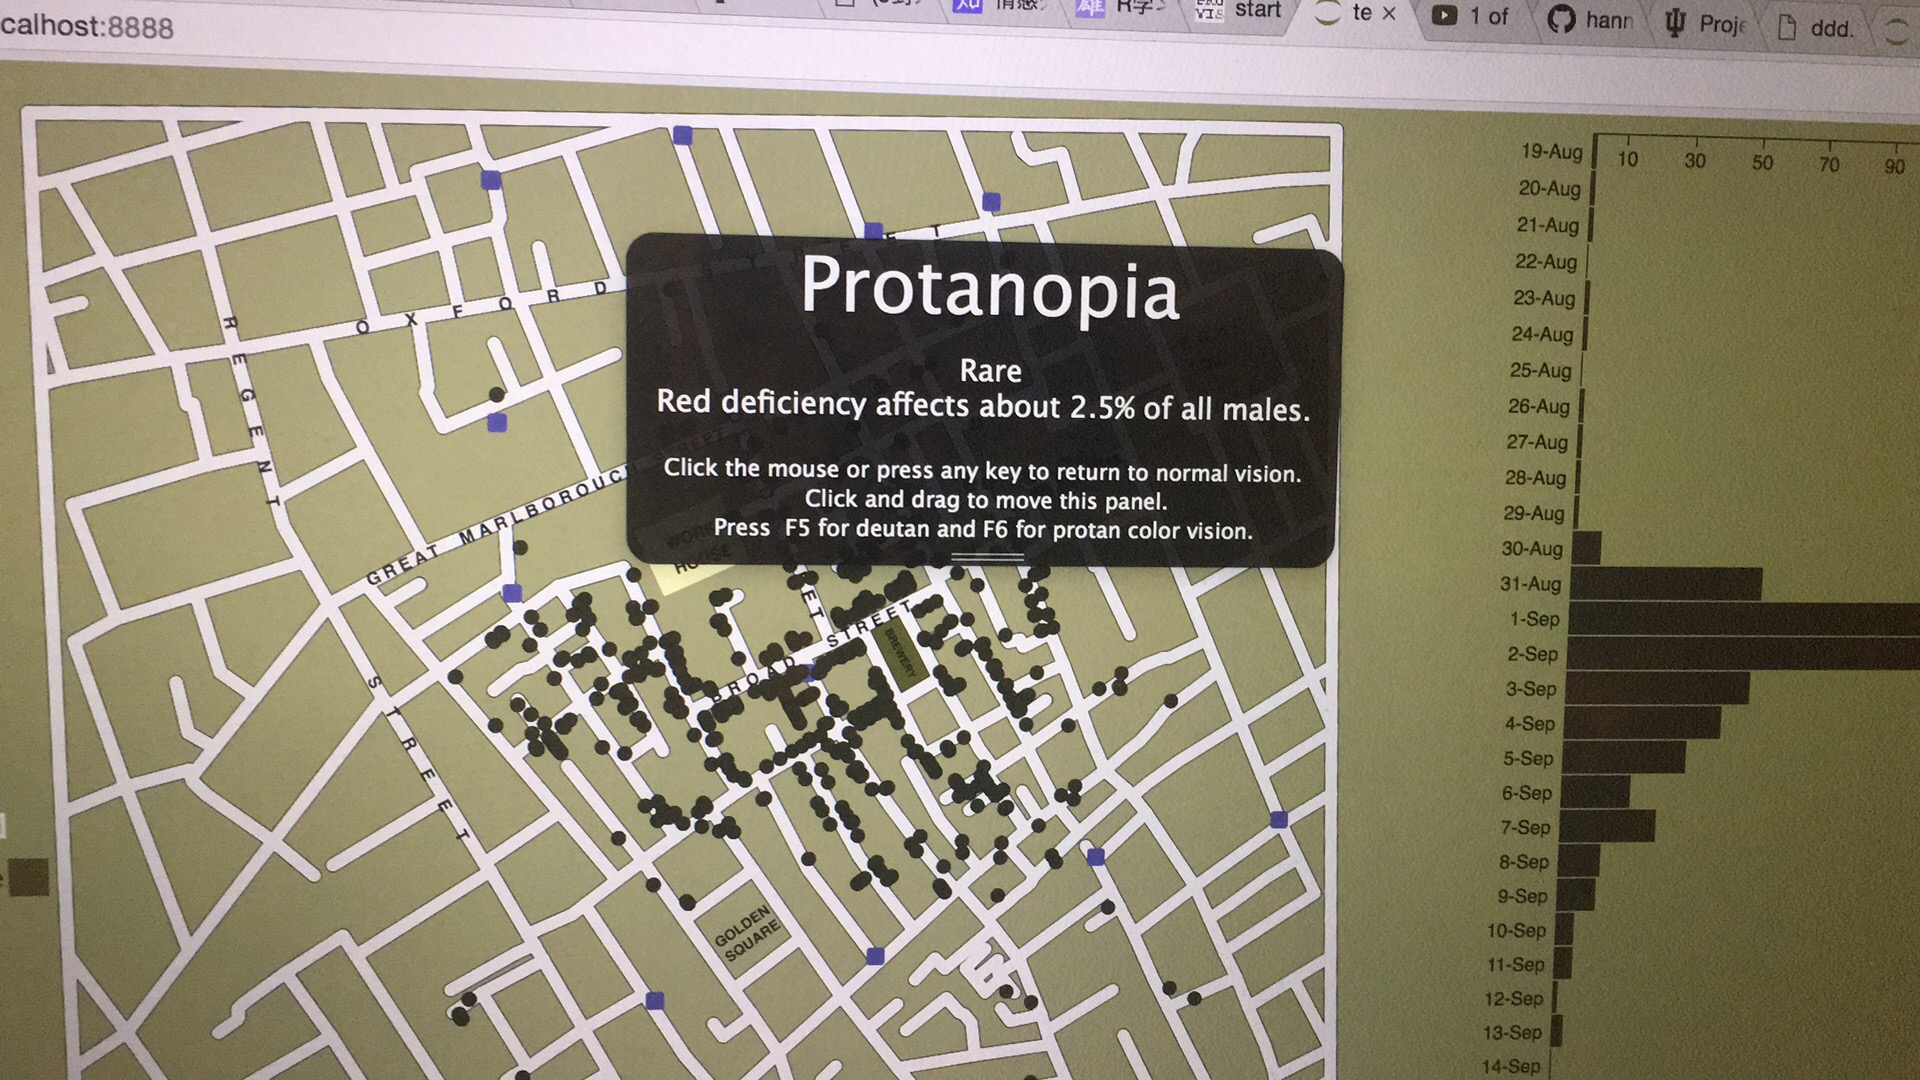 calhost:8888
start
te
1 of
hann
Proje
ddd.
Protanopia
Rare
Red deficiency affects about 2.5% of all males.
Click the mouse or press any key to return to normal vision.
Click and drag to move this panel.
Press F5 for deutan and F6 for protan color vision.
OXFORD
ET
REGENT
STREET
GREAT MARLBOROUG
WORK
HOUSE
ET
BROAD STREET
BREWERY
GOLDEN
SQUARE
10 30 50 70 90
19-Aug
20-Aug
21-Aug
22-Aug
23-Aug
24-Aug
25-Aug
26-Aug
27-Aug
28-Aug
29-Aug
30-Aug
31-Aug
1-Sep
2-Sep
3-Sep
4-Sep
5-Sep
6-Sep
7-Sep
8-Sep
9-Sep
10-Sep
11-Sep
12-Sep
13-Sep
14-Sep